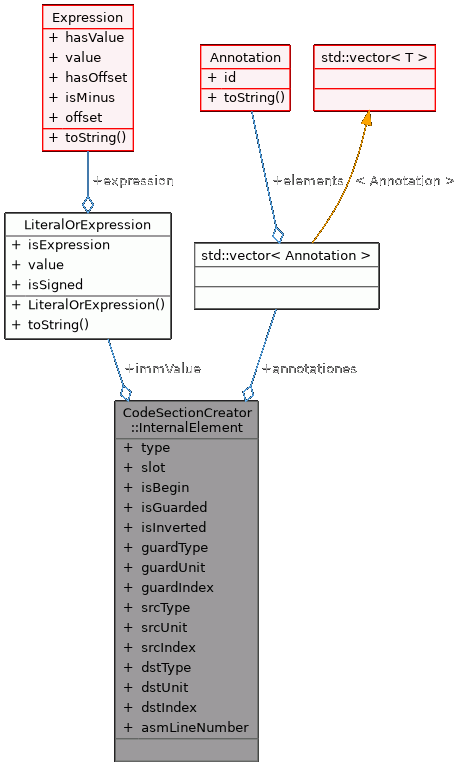 Expression
+ hasValue
+ value
+ hasOffset
+ isMinus
+ offset
+ toString()
Annotation
+ id
+ toString()
std::vector< T >
+expression
+elements
< Annotation >
LiteralOrExpression
+ isExpression
+ value
+ isSigned
+ LiteralOrExpression()
+ toString()
std::vector< Annotation >
+immValue
+annotationes
CodeSectionCreator
::InternalElement
+ type
+ slot
+ isBegin
+ isGuarded
+ isInverted
+ guardType
+ guardUnit
+ guardIndex
+ srcType
+ srcUnit
+ srcIndex
+ dstType
+ dstUnit
+ dstIndex
+ asmLineNumber